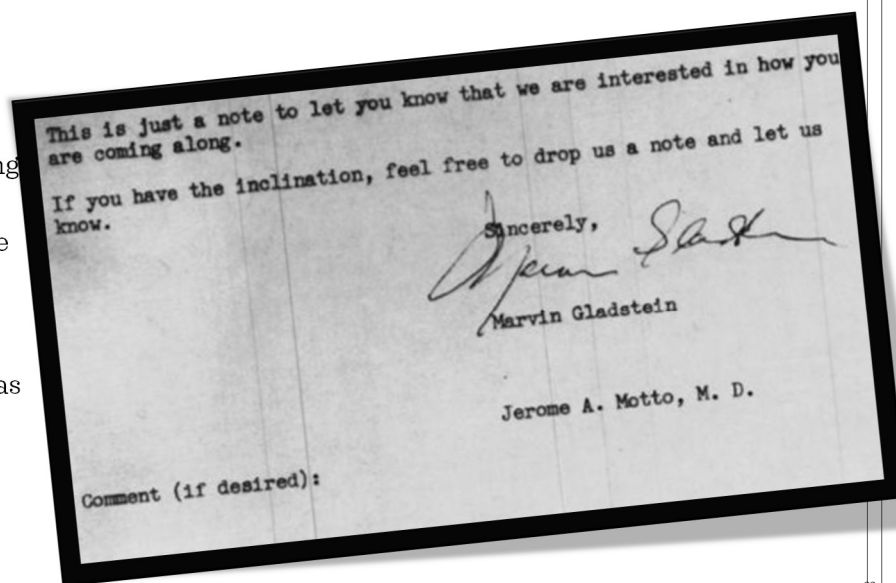 ng
e
as
This is just a note to let you know that we are interested in how you
are coming along.
If you have the inclination, feel free to drop us a note and let us
know.
Sincerely,
Marvin Gladstein
Jerome A. Motto, M. D.
Comment (if desired):